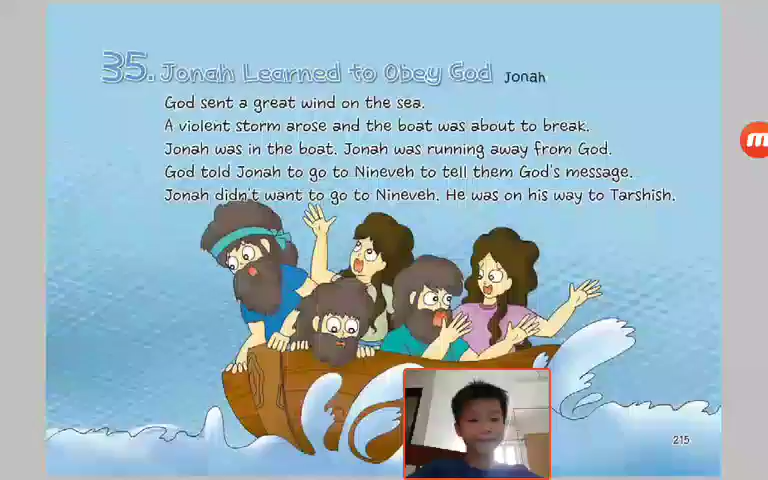 35. Jonah Learned to Obey God Jonah
God sent a great wind on the sea.
A violent storm arose and the boat was about to break.
Jonah was in the boat. Jonah was running away from God.
God told Jonah to go to Nineveh to tell them God's message.
Jonah didn't want to go to Nineveh. He was on his way to Tarshish.
215